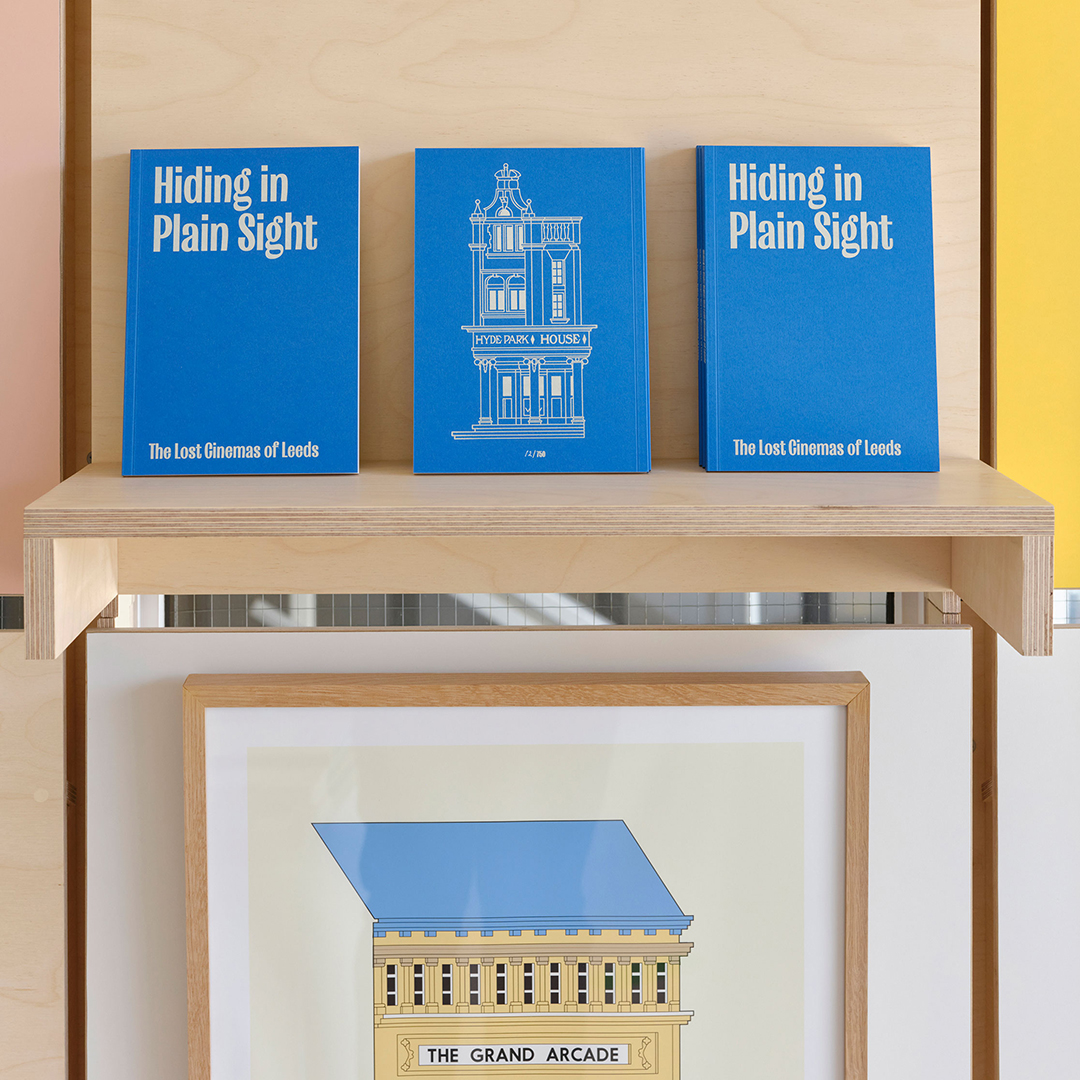 Hiding in
Plain Sight
The Lost Cinemas of Leeds
HYDE PARK HOUSE
/750
Hiding in
Plain Sight
The Lost Cinemas of Leeds
THE GRAND ARCADE